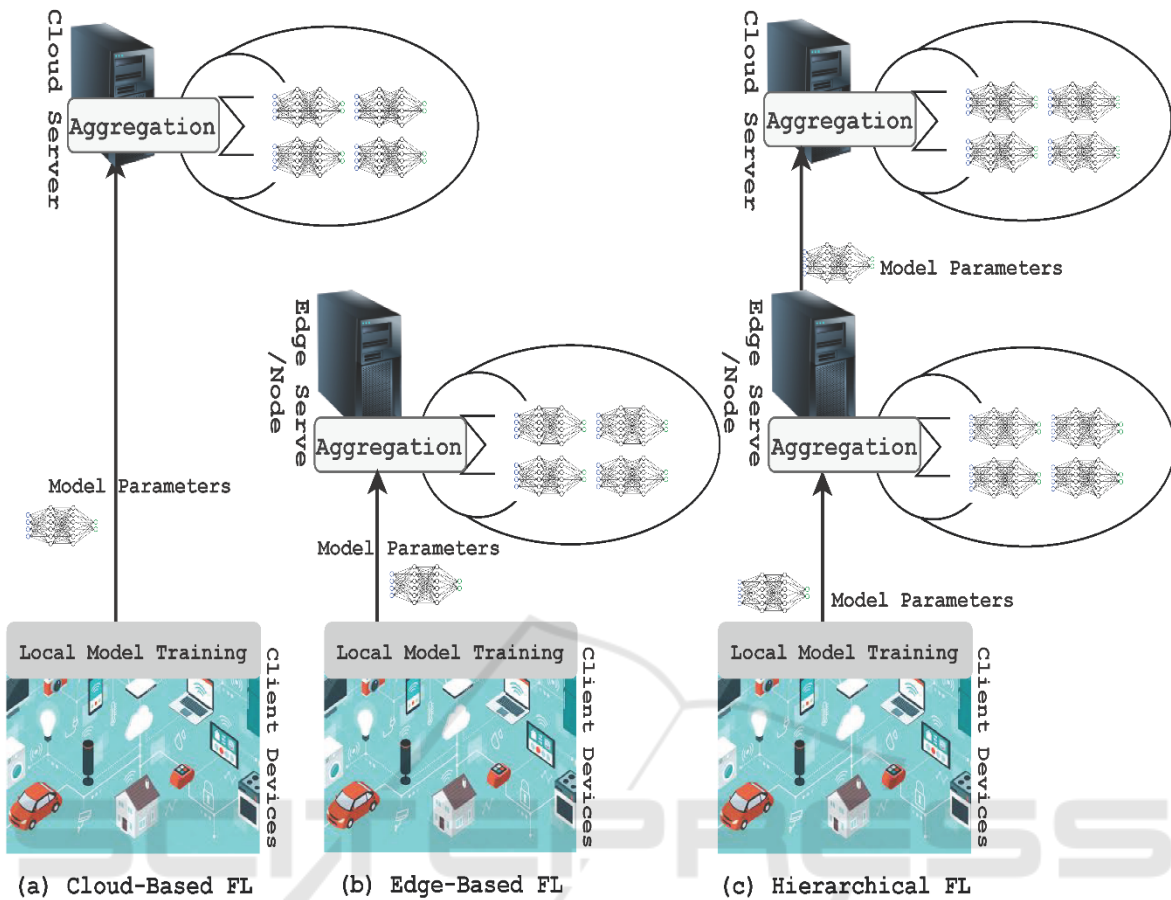 Cloud Server
Aggregation
Model Parameters
Local Model Training
Client Devices
(a) Cloud-Based FL
Edge Serve
/Node
Aggregation
Model Parameters
Local Model Training
Client Devices
(b) Edge-Based FL
Cloud Server
Aggregation
Model Parameters
Edge Serve
/Node
Aggregation
Model Parameters
Local Model Training
Client Devices
(c) Hierarchical FL
SCITEPRESS